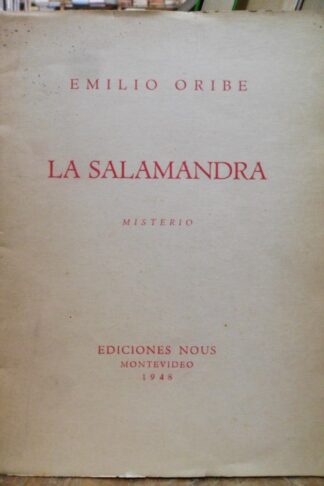 EMILIO ORIBE
LA SALAMANDRA
MISTERIO
EDICIONES NOUS
MONTEVIDEO
1948